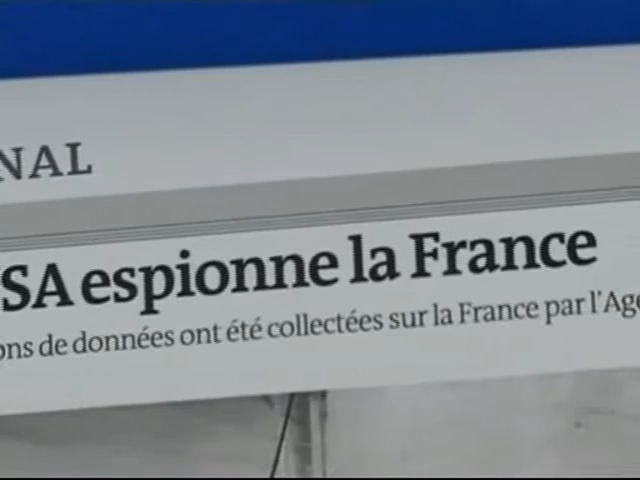 NAL
SA espionne la France
ons de données ont été collectées sur la France par l'Age